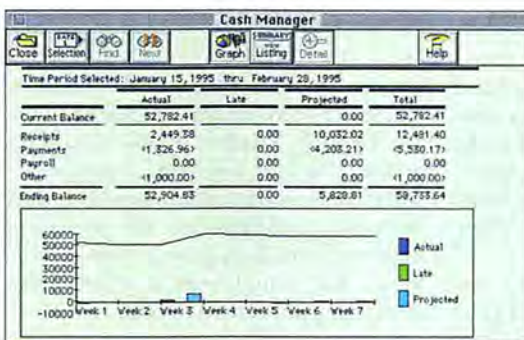 Cash Manager
Close Selection Find Next Graph Listing Detail Help
Time Period Selected: January 15, 1995 thru February 28, 1995
Actual Late Projected Total
Current Balance 52,782.41 0.00 52,782.41
Receipts 2,449.38 0.00 10,032.02 12,481.40
Payments <1,326.96> 0.00 <4,203.21> <5,530.17>
Payroll 0.00 0.00 0.00 0.00
Other <1,000.00> 0.00 0.00 <1,000.00>
Ending Balance 52,904.83 0.00 5,828.81 58,733.64
60000
50000
40000
30000
20000
10000
0
-10000
Week 1 Week 2 Week 3 Week 4 Week 5 Week 6 Week 7
Actual
Late
Projected